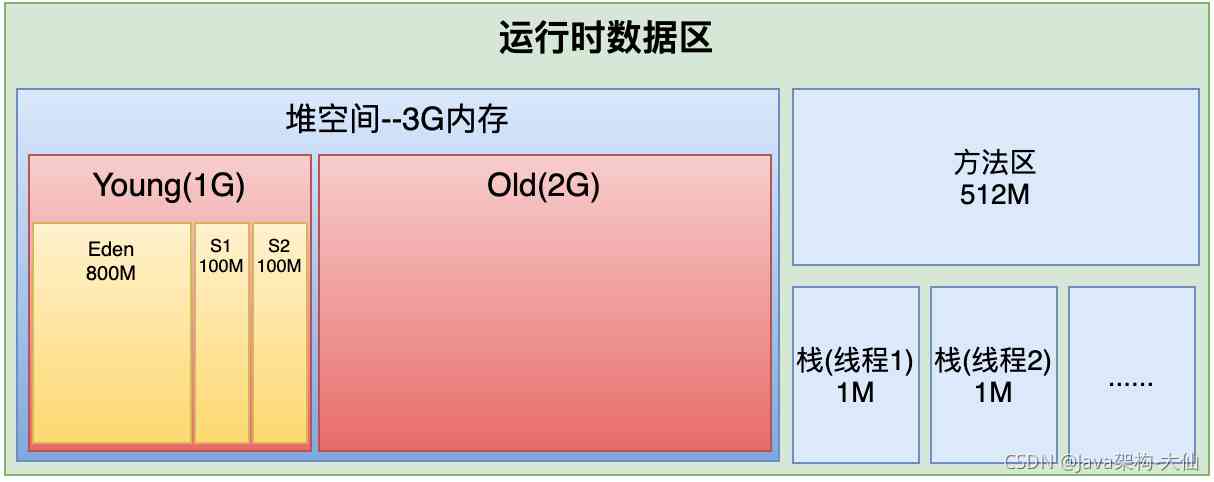 运行时数据区
堆空间--3G内存
Young(1G)
Old(2G)
Eden
800M
S1
100M
S2
100M
方法区
512M
栈(线程1)
1M
栈(线程2)
1M
......
CSDN @Java架构-大仙